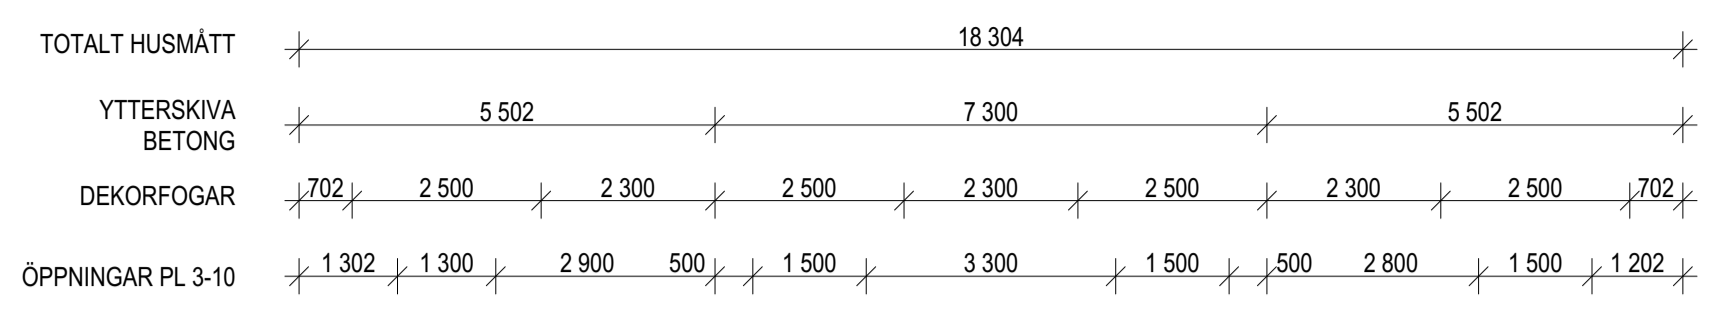 TOTALT HUSMÅTT 18 304
YTTERSKIVA BETONG 5 502 7 300 5 502
DEKORFOGAR 702 2 500 2 300 2 500 2 300 2 500 2 300 2 500 702
ÖPPNINGAR PL 3-10 1 302 1 300 2 900 500 1 500 3 300 1 500 500 2 800 1 500 1 202